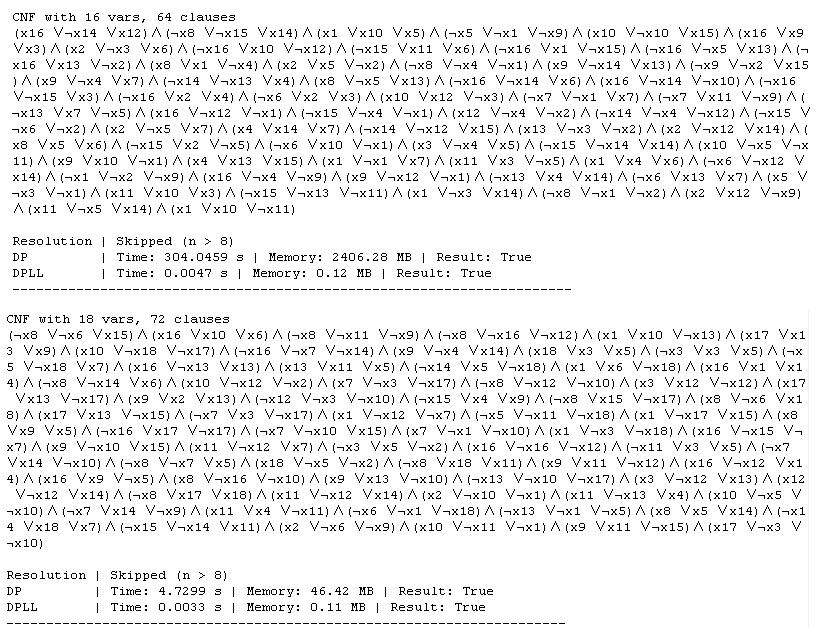 CNF with 16 vars, 64 clauses
(x16 ∨¬x14 ∨x12)∧(¬x8 ∨¬x15 ∨x14)∧(x1 ∨x10 ∨x5)∧(¬x5 ∨¬x1 ∨¬x9)∧(x10 ∨¬x10 ∨x15)∧(x16 ∨x9
∨x3)∧(x2 ∨¬x3 ∨x6)∧(¬x16 ∨x10 ∨¬x12)∧(¬x15 ∨x11 ∨x6)∧(¬x16 ∨x1 ∨x15)∧(¬x16 ∨¬x5 ∨x13)∧(¬
x16 ∨x13 ∨¬x2)∧(x8 ∨x1 ∨¬x4)∧(x2 ∨x5 ∨¬x2)∧(¬x8 ∨¬x4 ∨¬x1)∧(x9 ∨¬x14 ∨x13)∧(¬x9 ∨¬x2 ∨x15
)∧(x9 ∨¬x4 ∨x7)∧(¬x14 ∨¬x13 ∨x4)∧(x8 ∨¬x5 ∨x13)∧(¬x16 ∨¬x14 ∨x6)∧(x16 ∨x14 ∨¬x10)∧(¬x16
∨¬x15 ∨x3)∧(¬x16 ∨x2 ∨x4)∧(¬x6 ∨x2 ∨x3)∧(x10 ∨x12 ∨¬x3)∧(¬x7 ∨¬x1 ∨x7)∧(¬x7 ∨x11 ∨¬x9)∧(
¬x13 ∨x7 ∨¬x5)∧(x16 ∨¬x12 ∨¬x1)∧(¬x15 ∨x4 ∨¬x1)∧(x12 ∨¬x4 ∨¬x2)∧(¬x14 ∨¬x4 ∨¬x12)∧(¬x15 ∨
¬x6 ∨¬x2)∧(x2 ∨¬x5 ∨x7)∧(x4 ∨x14 ∨x7)∧(¬x14 ∨¬x12 ∨x15)∧(x13 ∨¬x3 ∨¬x2)∧(x2 ∨¬x12 ∨x14)∧(
x8 ∨x5 ∨x6)∧(¬x15 ∨x2 ∨¬x5)∧(¬x6 ∨x10 ∨¬x1)∧(x3 ∨¬x4 ∨x5)∧(¬x15 ∨¬x14 ∨x14)∧(x10 ∨¬x5 ∨¬x
11)∧(x9 ∨x10 ∨¬x1)∧(x4 ∨x13 ∨x15)∧(x1 ∨¬x1 ∨x7)∧(x11 ∨x3 ∨¬x5)∧(x1 ∨x4 ∨x6)∧(¬x6 ∨¬x12 ∨
x14)∧(¬x1 ∨¬x2 ∨¬x9)∧(x16 ∨¬x4 ∨¬x9)∧(x9 ∨¬x12 ∨¬x1)∧(¬x13 ∨x4 ∨x14)∧(¬x6 ∨x13 ∨x7)∧(x5 ∨
¬x3 ∨¬x1)∧(x11 ∨x10 ∨x3)∧(¬x15 ∨¬x13 ∨¬x11)∧(x1 ∨¬x3 ∨x14)∧(¬x8 ∨¬x1 ∨¬x2)∧(x2 ∨x12 ∨¬x9)
∧(x11 ∨¬x5 ∨x14)∧(x1 ∨x10 ∨¬x11)
Resolution | Skipped (n > 8)
DP | Time: 304.0459 s | Memory: 2406.28 MB | Result: True
DPLL | Time: 0.0047 s | Memory: 0.12 MB | Result: True
----------------------------------------------------------------------
CNF with 18 vars, 72 clauses
(¬x8 ∨¬x6 ∨x15)∧(x16 ∨x10 ∨x6)∧(¬x8 ∨¬x11 ∨¬x9)∧(¬x8 ∨¬x16 ∨¬x12)∧(x1 ∨x10 ∨¬x13)∧(x17 ∨x1
3 ∨x9)∧(x10 ∨¬x18 ∨¬x17)∧(¬x16 ∨¬x7 ∨¬x14)∧(x9 ∨¬x4 ∨x14)∧(x18 ∨x3 ∨x5)∧(¬x3 ∨x3 ∨x5)∧(¬x
5 ∨¬x18 ∨x7)∧(x16 ∨¬x13 ∨x13)∧(x13 ∨x11 ∨x5)∧(¬x14 ∨x5 ∨¬x18)∧(x1 ∨x6 ∨¬x18)∧(x16 ∨x1 ∨x1
4)∧(¬x8 ∨¬x14 ∨x6)∧(x10 ∨¬x12 ∨¬x2)∧(x7 ∨¬x3 ∨¬x17)∧(¬x8 ∨¬x12 ∨¬x10)∧(x3 ∨x12 ∨¬x12)∧(x17
∨x13 ∨¬x17)∧(x9 ∨x2 ∨x13)∧(¬x12 ∨¬x3 ∨¬x10)∧(¬x15 ∨x4 ∨x9)∧(¬x8 ∨¬x15 ∨¬x17)∧(x8 ∨¬x6 ∨x1
8)∧(x17 ∨x13 ∨¬x15)∧(¬x7 ∨x3 ∨¬x17)∧(x1 ∨¬x12 ∨¬x7)∧(¬x5 ∨¬x11 ∨¬x18)∧(x1 ∨¬x17 ∨x15)∧(x8
∨x9 ∨x5)∧(¬x16 ∨x17 ∨¬x17)∧(¬x7 ∨¬x10 ∨x15)∧(x7 ∨¬x1 ∨¬x10)∧(x1 ∨¬x3 ∨¬x18)∧(x16 ∨x15 ∨¬
x7)∧(x9 ∨¬x10 ∨x15)∧(x11 ∨¬x12 ∨x7)∧(¬x3 ∨x5 ∨¬x2)∧(x16 ∨¬x16 ∨¬x12)∧(¬x11 ∨x3 ∨x5)∧(¬x7
∨x14 ∨¬x10)∧(¬x8 ∨¬x7 ∨x5)∧(x18 ∨¬x5 ∨¬x2)∧(¬x8 ∨x18 ∨x11)∧(x9 ∨x11 ∨¬x12)∧(x16 ∨¬x12 ∨x1
4)∧(x16 ∨x9 ∨¬x5)∧(x8 ∨¬x16 ∨¬x10)∧(x9 ∨x13 ∨¬x10)∧(¬x13 ∨¬x10 ∨¬x17)∧(x3 ∨¬x12 ∨x13)∧(x12
∨¬x12 ∨x14)∧(¬x8 ∨x17 ∨x18)∧(x11 ∨¬x12 ∨x14)∧(x2 ∨¬x10 ∨¬x1)∧(x11 ∨x13 ∨x4)∧(x10 ∨¬x5 ∨
¬x10)∧(¬x7 ∨x14 ∨¬x9)∧(x11 ∨x4 ∨¬x11)∧(¬x6 ∨¬x1 ∨¬x18)∧(¬x13 ∨¬x1 ∨¬x5)∧(x8 ∨x5 ∨x14)∧(¬x1
4 ∨x18 ∨x7)∧(¬x15 ∨¬x14 ∨x11)∧(x2 ∨¬x6 ∨¬x9)∧(x10 ∨¬x11 ∨¬x1)∧(x9 ∨x11 ∨¬x15)∧(x17 ∨¬x3 ∨
¬x10)
Resolution | Skipped (n > 8)
DP | Time: 4.7299 s | Memory: 46.42 MB | Result: True
DPLL | Time: 0.0033 s | Memory: 0.11 MB | Result: True
----------------------------------------------------------------------